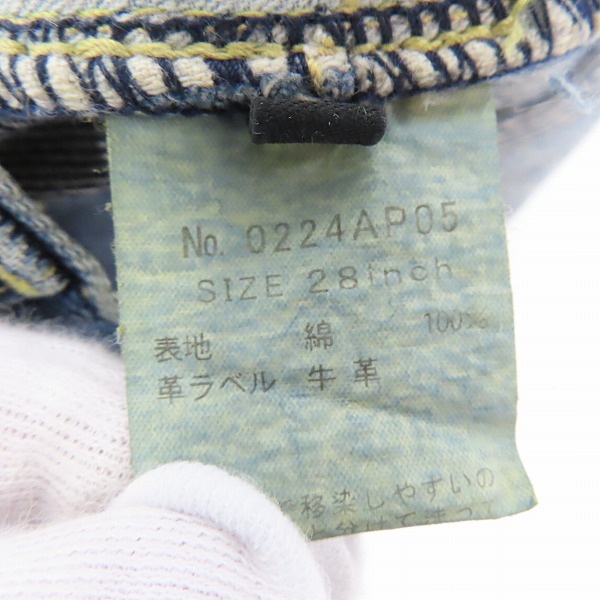 No. 0224AP05
SIZE 28inch
表地 綿 100%
革ラベル 牛革
で移染しやすいの